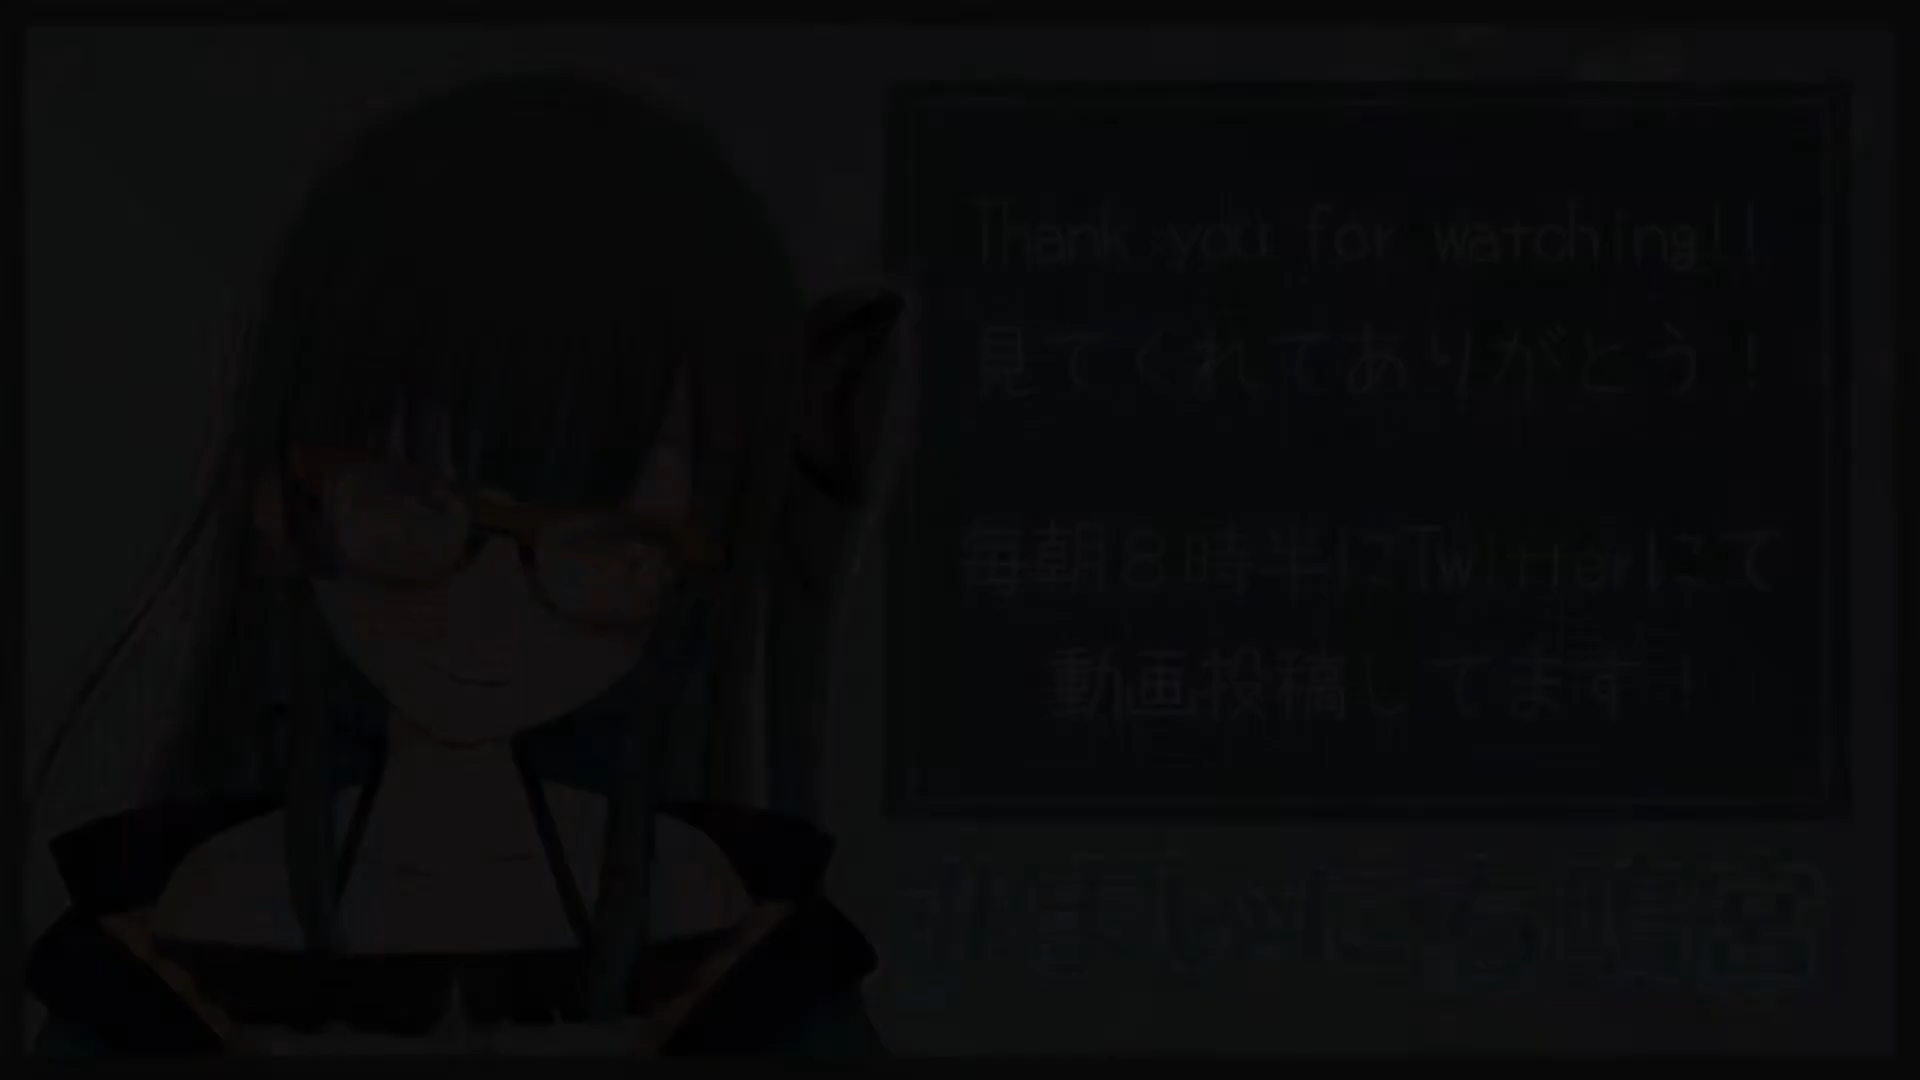 Thank you for watching!!
見てくれてありがとう！
毎朝８時半にTwitterにて
動画投稿してます！